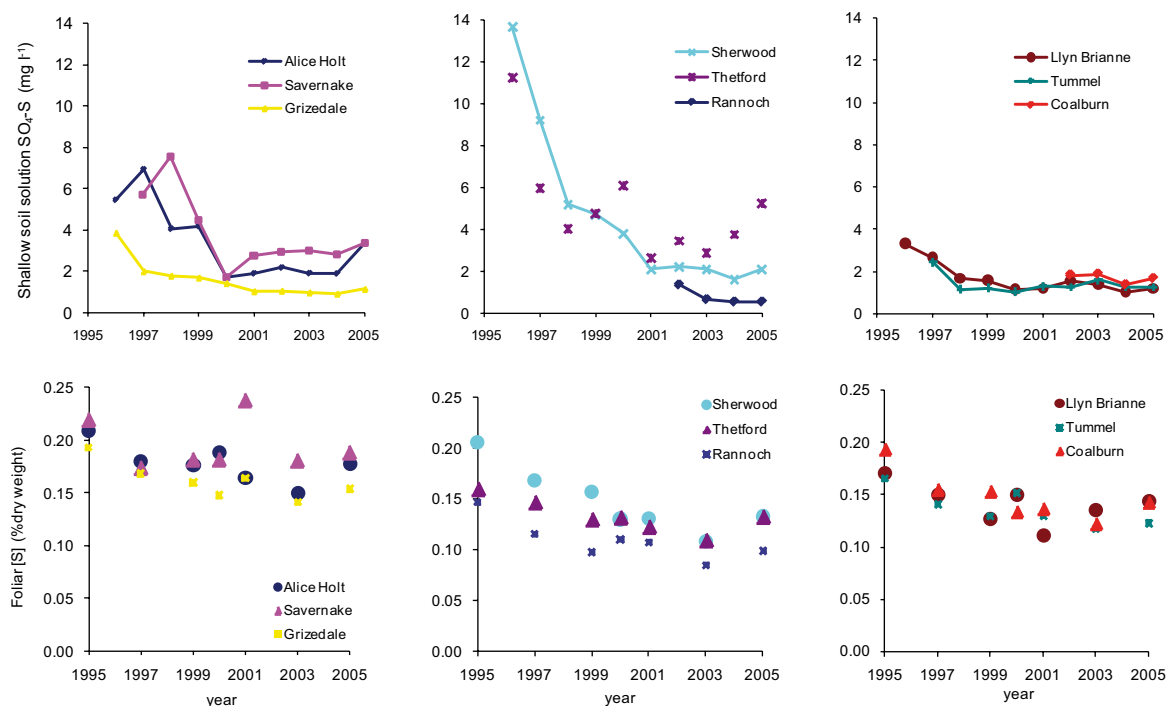 Shallow soil solution SO₄-S (mg l⁻¹)
14
12
10
8
6
4
2
0
1995 1997 1999 2001 2003 2005
Alice Holt
Savernake
Grizedale
14
12
10
8
6
4
2
0
1995 1997 1999 2001 2003 2005
Sherwood
Thetford
Rannoch
14
12
10
8
6
4
2
0
1995 1997 1999 2001 2003 2005
Llyn Brianne
Tummel
Coalburn
Foliar [S] (%dry weight)
0.25
0.20
0.15
0.10
0.05
0.00
1995 1997 1999 2001 2003 2005
year
Alice Holt
Savernake
Grizedale
0.25
0.20
0.15
0.10
0.05
0.00
1995 1997 1999 2001 2003 2005
year
Sherwood
Thetford
Rannoch
0.25
0.20
0.15
0.10
0.05
0.00
1995 1997 1999 2001 2003 2005
year
Llyn Brianne
Tummel
Coalburn